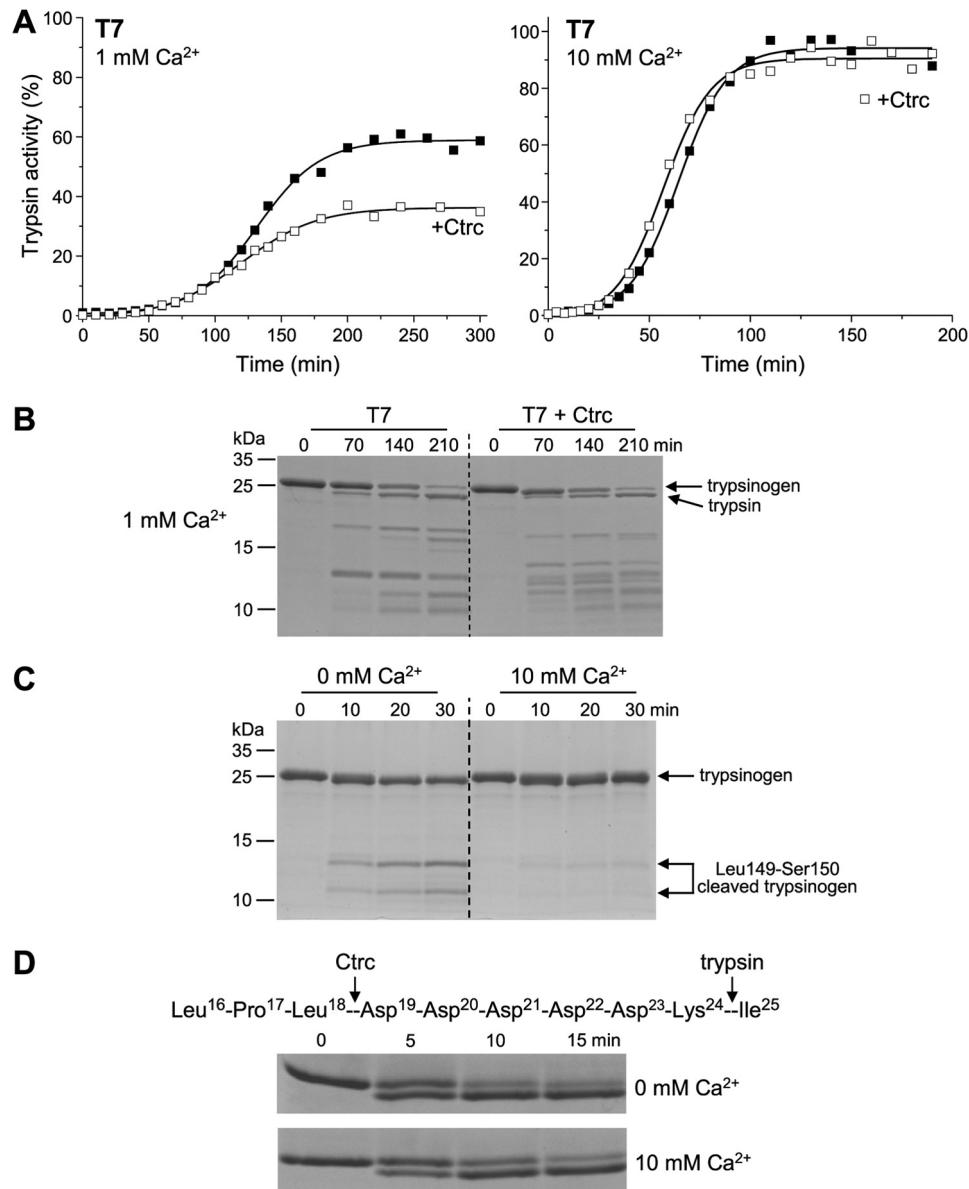 A
T7
1 mM Ca²⁺
Trypsin activity (%)
100
80
60
40
20
0
+Ctrc
0 50 100 150 200 250 300
Time (min)
T7
10 mM Ca²⁺
100
80
60
40
20
0
+Ctrc
0 50 100 150 200
Time (min)
B
T7 T7 + Ctrc
kDa 0 70 140 210 0 70 140 210 min
35
25
15
10
1 mM Ca²⁺
trypsinogen
trypsin
C
0 mM Ca²⁺ 10 mM Ca²⁺
0 10 20 30 0 10 20 30 min
kDa
35
25
15
10
trypsinogen
Leu149-Ser150
cleaved trypsinogen
D
Ctrc trypsin
Leu¹⁶-Pro¹⁷-Leu¹⁸--Asp¹⁹-Asp²⁰-Asp²¹-Asp²²-Asp²³-Lys²⁴--Ile²⁵
0 5 10 15 min
0 mM Ca²⁺
10 mM Ca²⁺